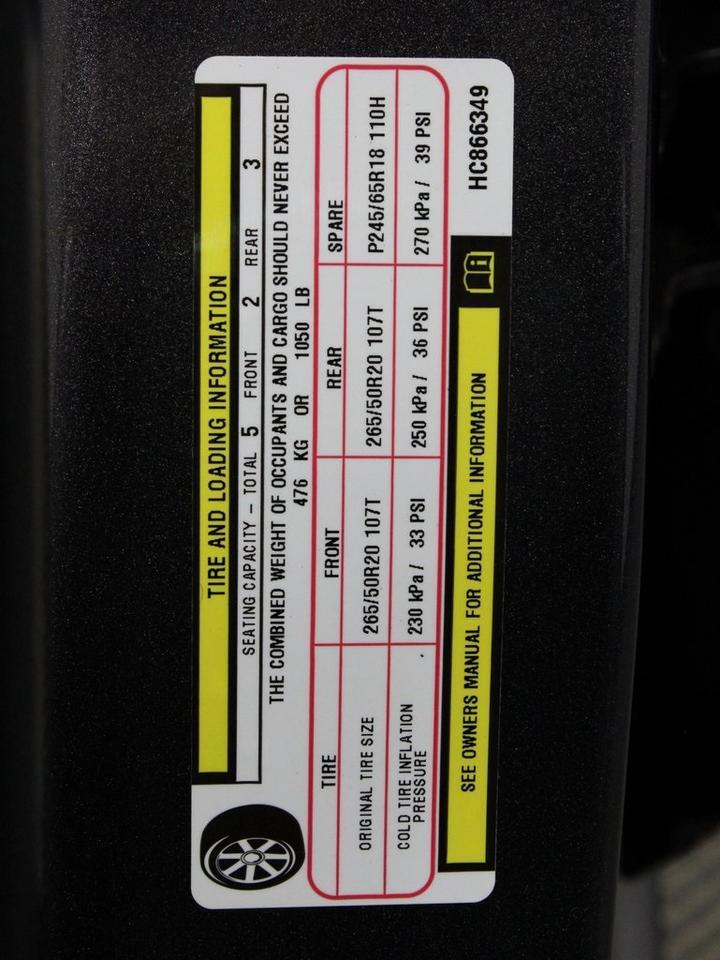 TIRE AND LOADING INFORMATION
SEATING CAPACITY – TOTAL 5 FRONT 2 REAR 3
THE COMBINED WEIGHT OF OCCUPANTS AND CARGO SHOULD NEVER EXCEED
476 KG OR 1050 LB
TIRE FRONT REAR SPARE
ORIGINAL TIRE SIZE 265/50R20 107T 265/50R20 107T P245/65R18 110H
COLD TIRE INFLATION PRESSURE 230 kPa / 33 PSI 250 kPa / 36 PSI 270 kPa / 39 PSI
SEE OWNERS MANUAL FOR ADDITIONAL INFORMATION
HC866349